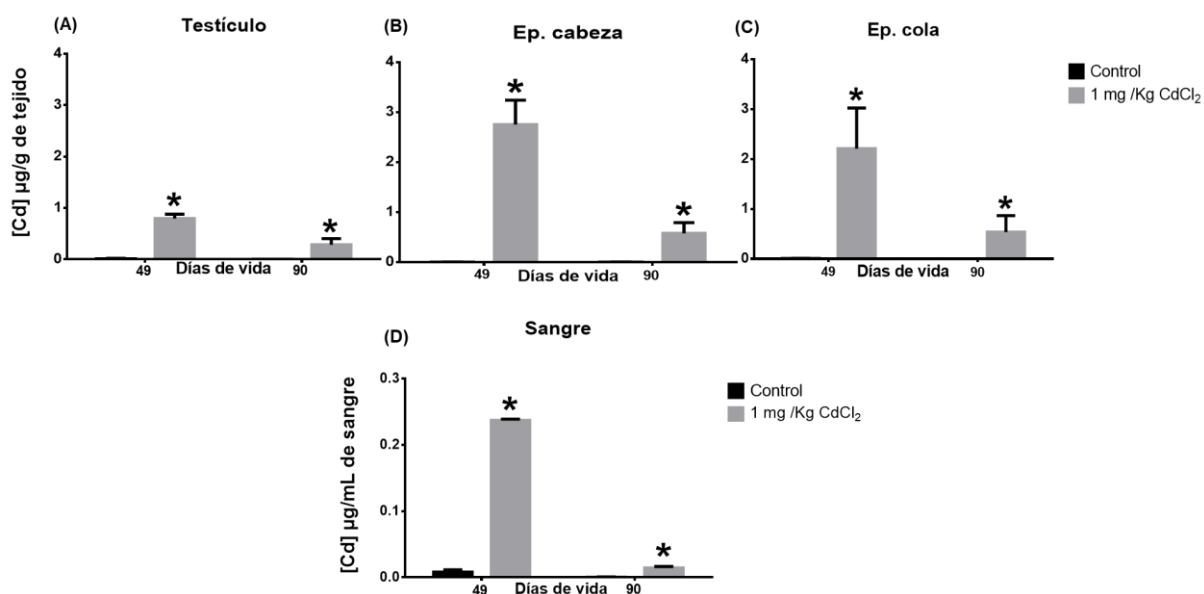 (A)
Testículo
[Cd] µg/g de tejido
4
3
2
1
0
*
*
49
Días de vida
90
(B)
Ep. cabeza
4
3
2
1
0
*
*
49
Días de vida
90
(C)
Ep. cola
4
3
2
1
0
*
*
49
Días de vida
90
Control
1 mg /Kg CdCl₂
(D)
Sangre
[Cd] µg/mL de sangre
0.3
0.2
0.1
0.0
*
*
49
Días de vida
90
Control
1 mg /Kg CdCl₂